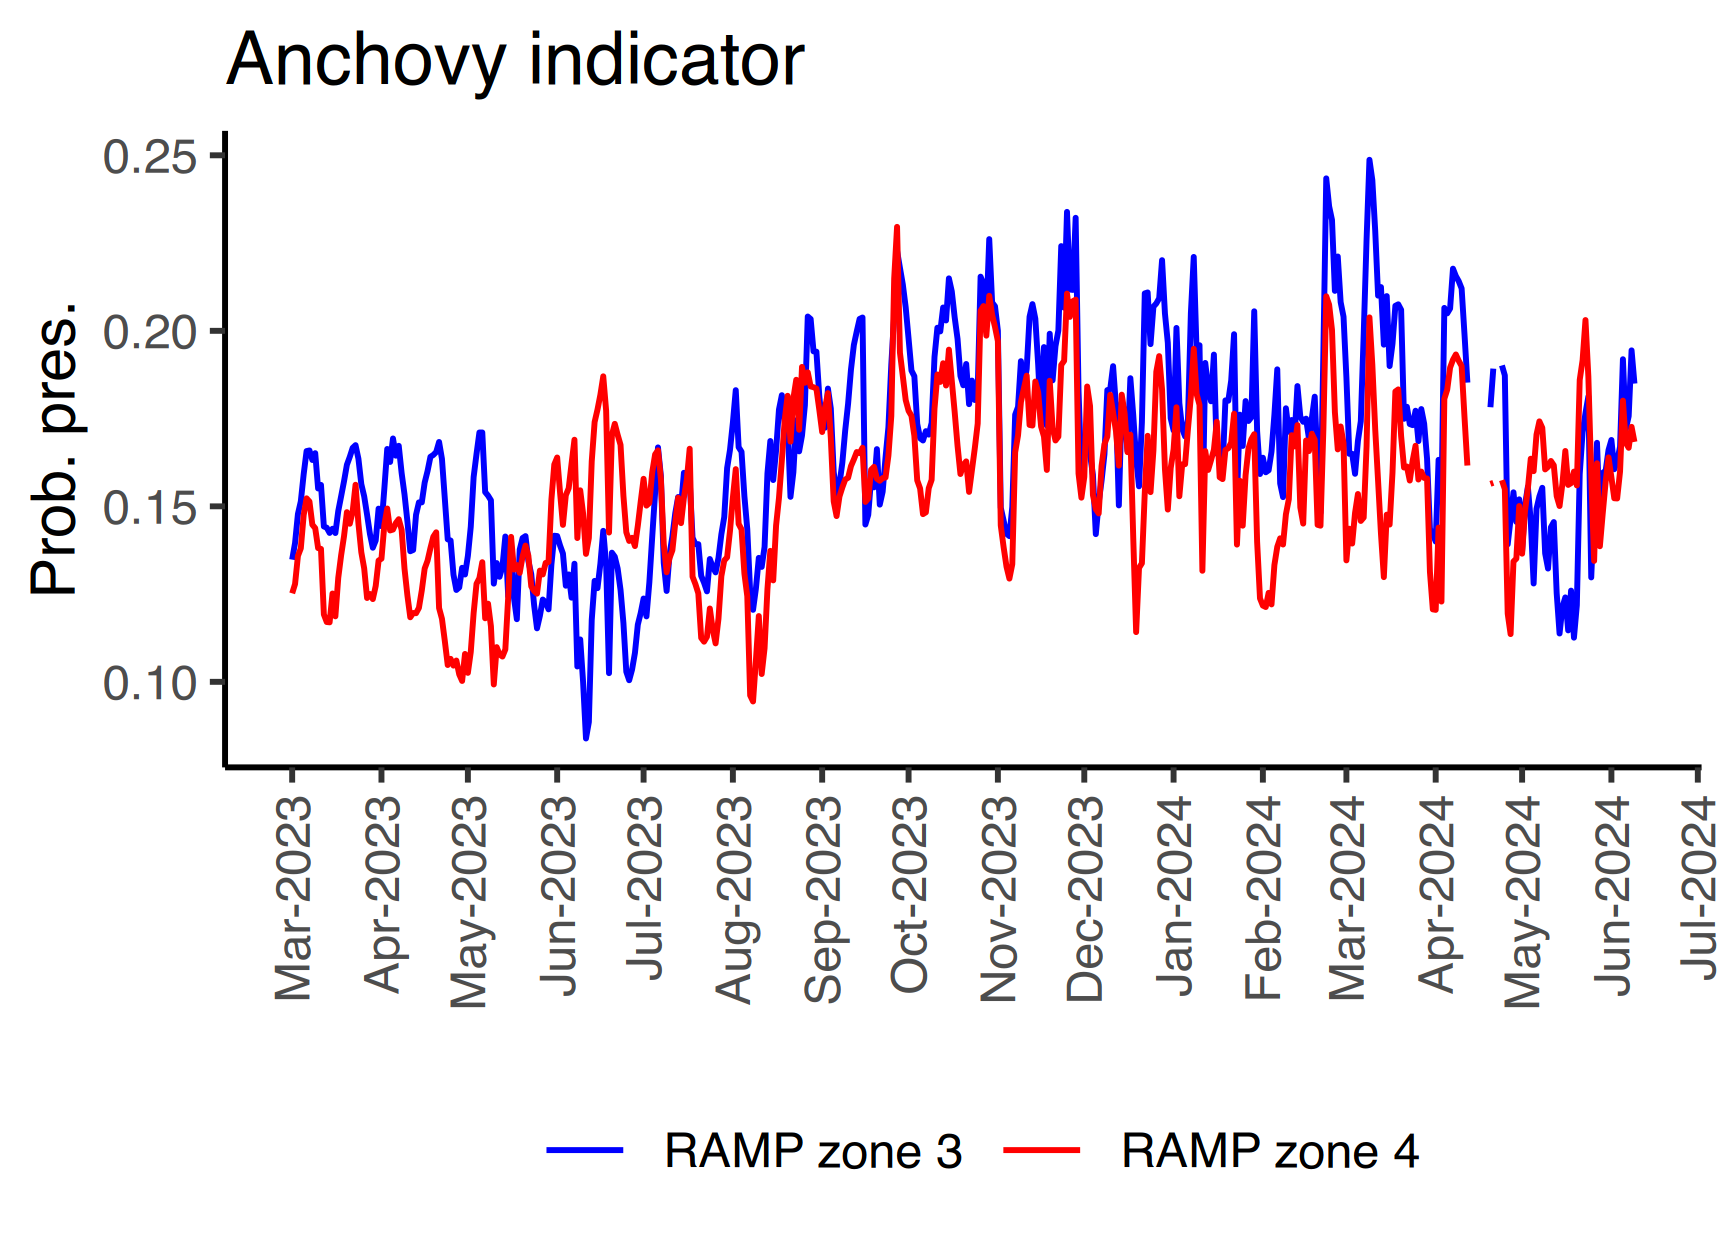 Anchovy indicator
Prob. pres.
0.25
0.20
0.15
0.10
Mar-2023
Apr-2023
May-2023
Jun-2023
Jul-2023
Aug-2023
Sep-2023
Oct-2023
Nov-2023
Dec-2023
Jan-2024
Feb-2024
Mar-2024
Apr-2024
May-2024
Jun-2024
Jul-2024
RAMP zone 3
RAMP zone 4